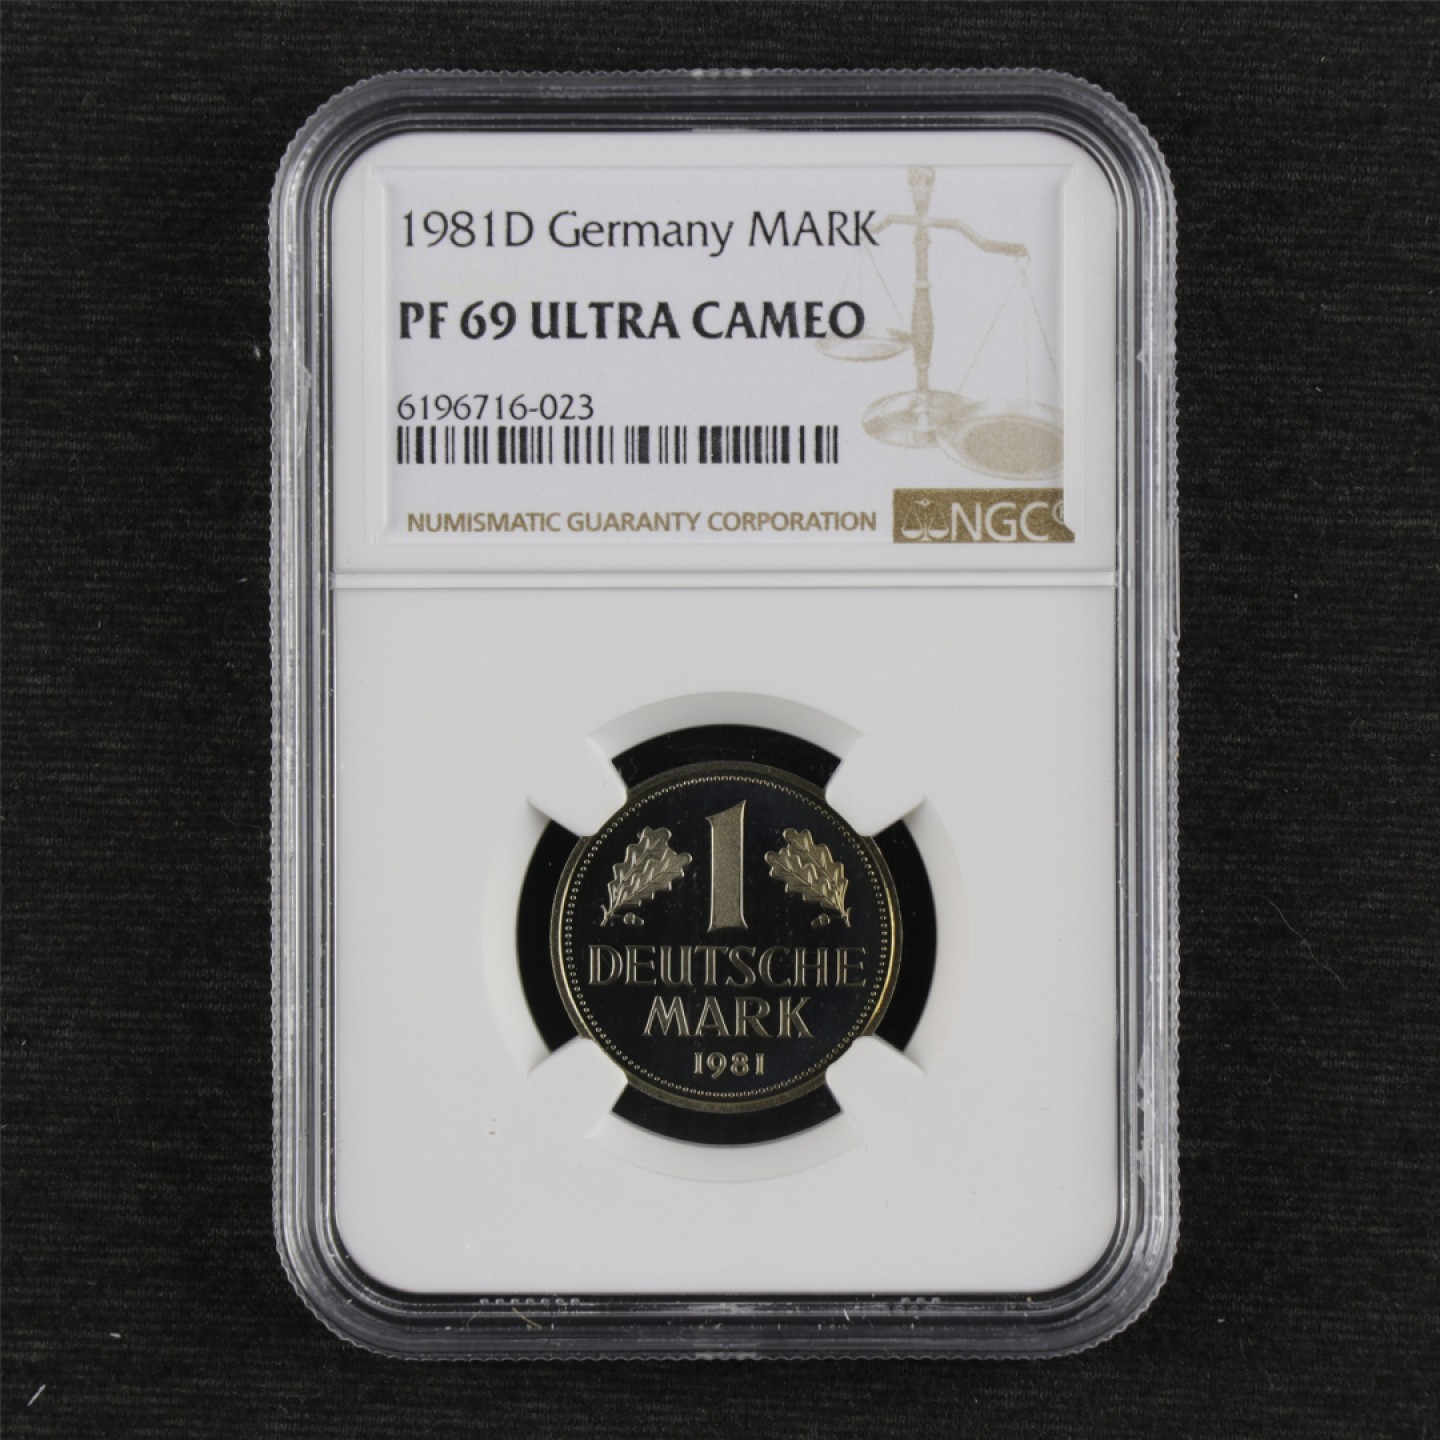 1981D Germany MARK
PF 69 ULTRA CAMEO
6196716-023
NUMISMATIC GUARANTY CORPORATION NGC®
1
DEUTSCHE
MARK
1981